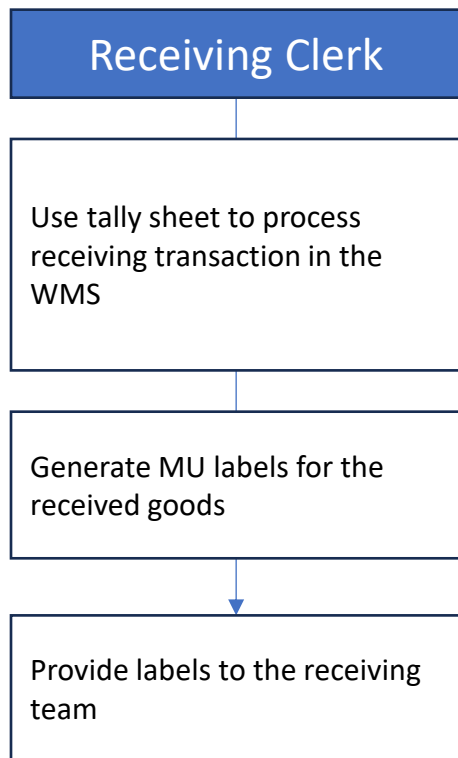 Receiving Clerk
Use tally sheet to process
receiving transaction in the
WMS
Generate MU labels for the
received goods
Provide labels to the receiving
team